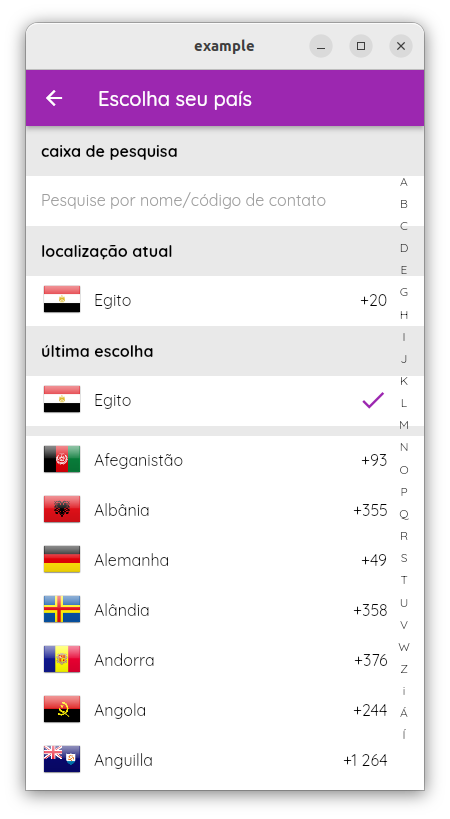 example
Escolha seu país
caixa de pesquisa
Pesquise por nome/código de contato
localização atual
Egito +20
última escolha
Egito
Afeganistão +93
Albânia +355
Alemanha +49
Alândia +358
Andorra +376
Angola +244
Anguilla +1 264
A
B
C
D
E
G
H
I
J
K
L
M
N
O
P
Q
R
S
T
U
V
W
Z
i
Á
Í